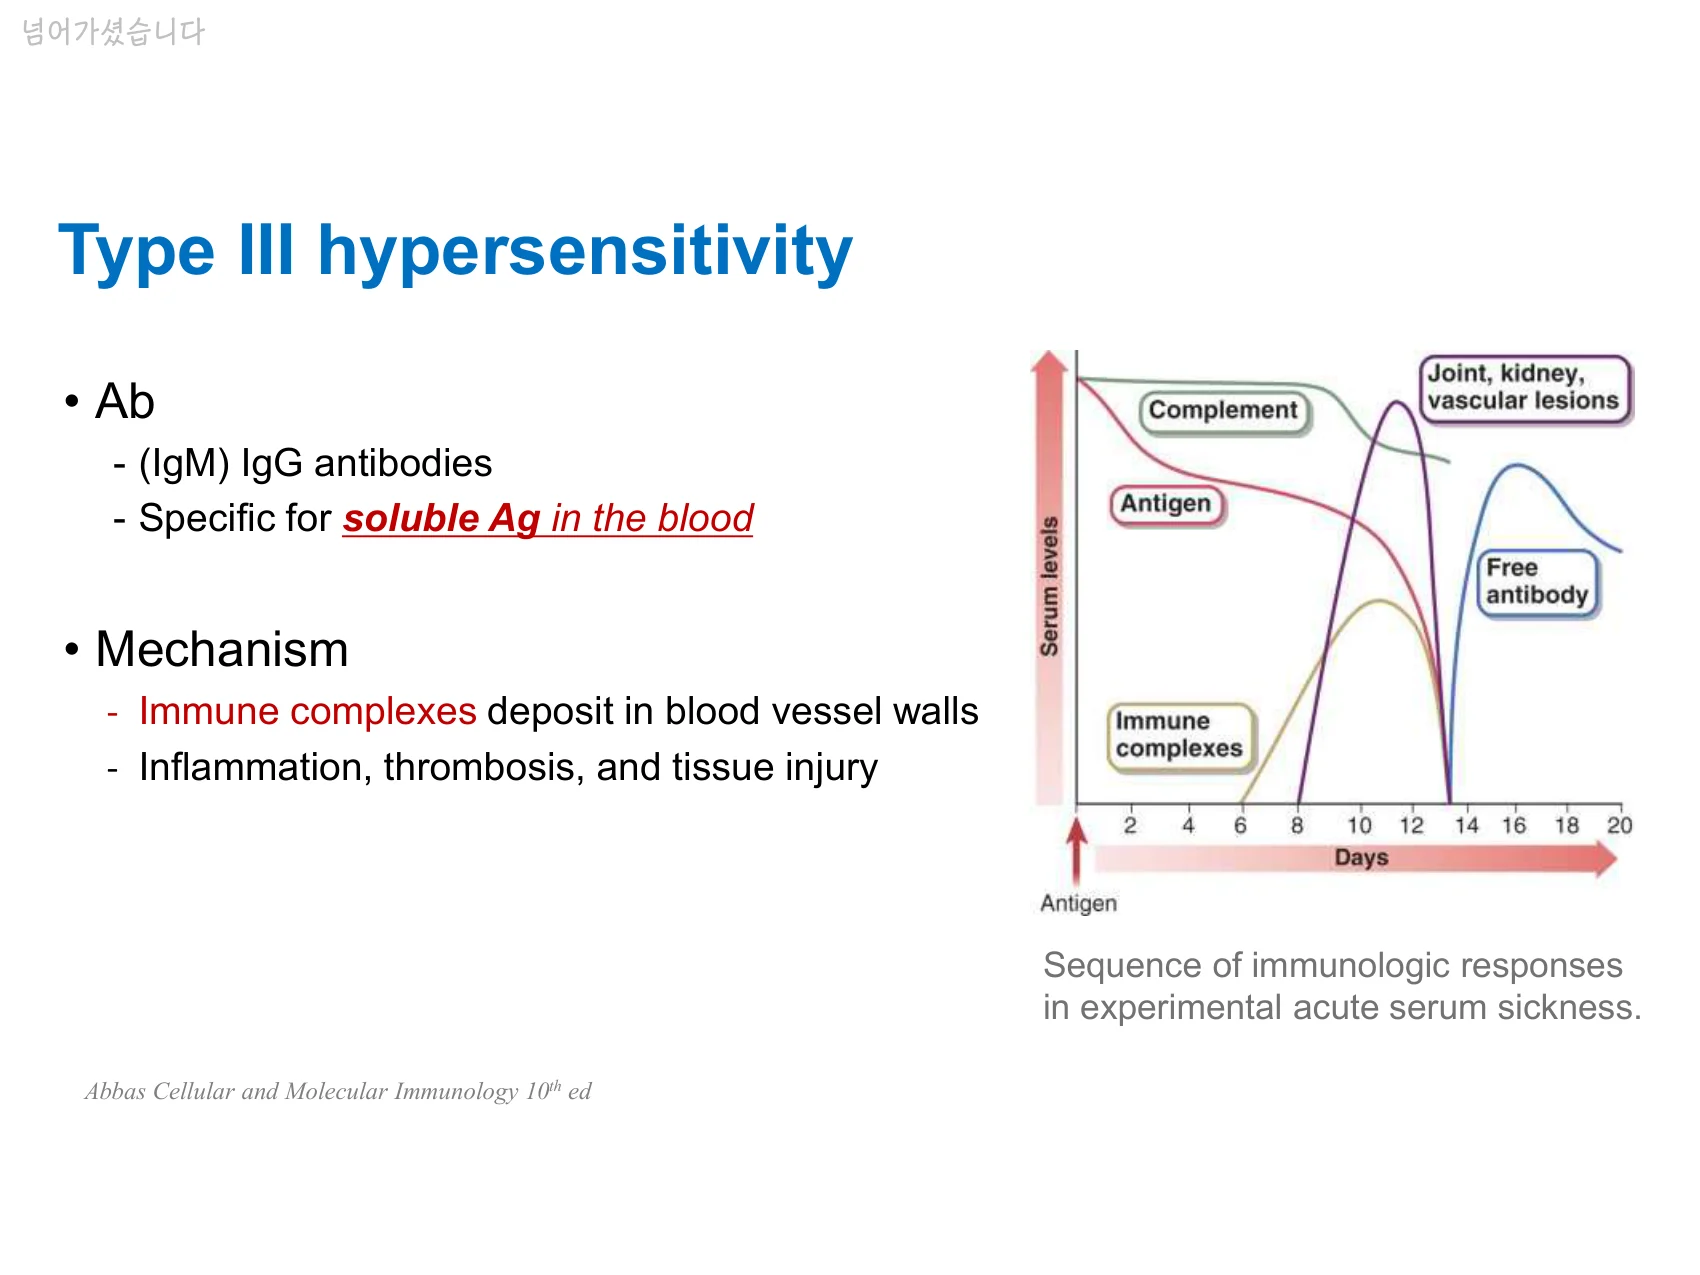 넘어가셨습니다
Type III hypersensitivity
• Ab
- (IgM) IgG antibodies
- Specific for soluble Ag in the blood
• Mechanism
- Immune complexes deposit in blood vessel walls
- Inflammation, thrombosis, and tissue injury
Joint, kidney,
vascular lesions
Complement
Antigen
Free
antibody
Immune
complexes
Serum levels
2 4 6 8 10 12 14 16 18 20
Days
Antigen
Sequence of immunologic responses
in experimental acute serum sickness.
Abbas Cellular and Molecular Immunology 10th ed